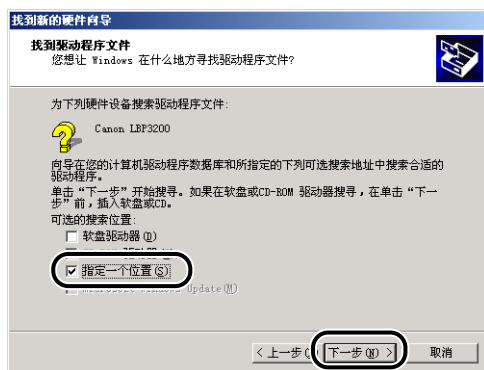 找到新的硬件向导
找到驱动程序文件
您想让 Windows 在什么地方寻找驱动程序文件?
为下列硬件设备搜索驱动程序文件:
Canon LBP3200
向导在您的计算机驱动程序数据库和所指定的下列可选搜索地址中搜索合适的
驱动程序。
单击“下一步”开始搜寻。如果在软盘或CD-ROM 驱动器搜寻，在单击“下一
步”前，插入软盘或CD。
可选的搜索位置:
软盘驱动器(D)
驱动器
指定一个位置(S)
Update(M)
< 上一步
下一步(N) >
取消